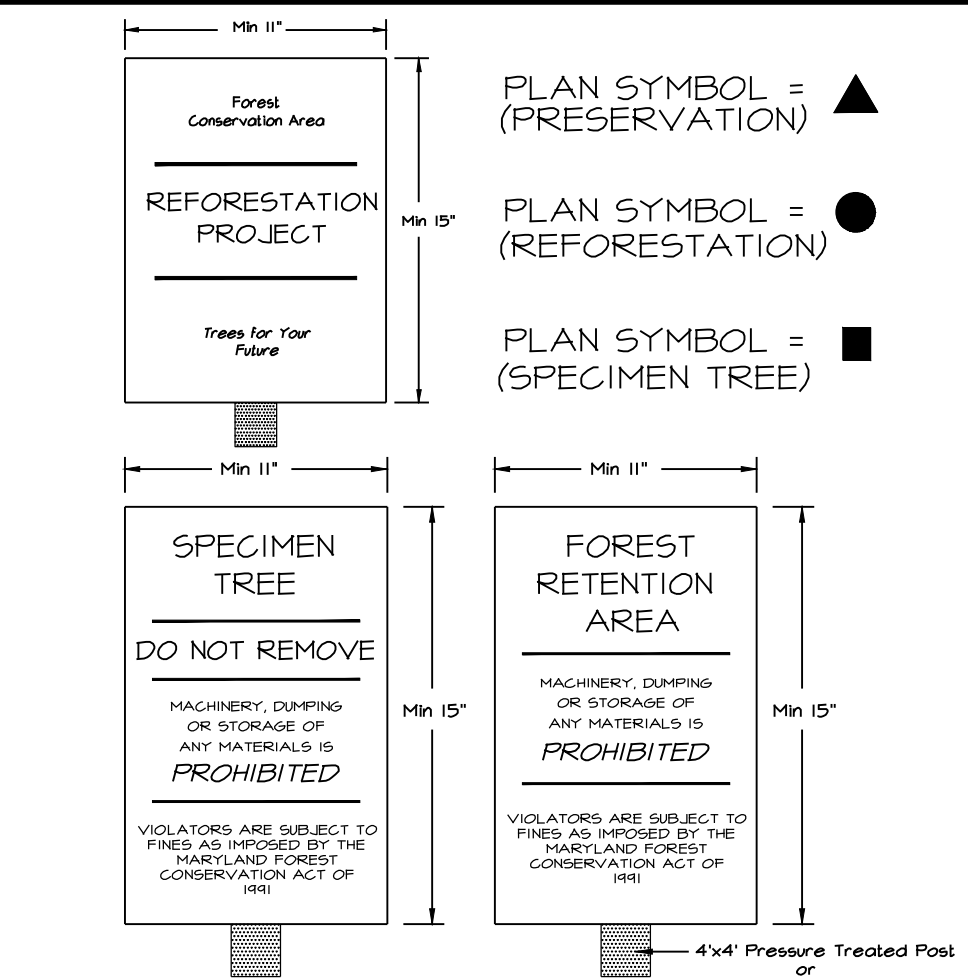 Min 11"
Forest
Conservation Area
REFORESTATION
PROJECT
Trees for Your
Future
Min 15"
PLAN SYMBOL =
(PRESERVATION)
PLAN SYMBOL =
(REFORESTATION)
PLAN SYMBOL =
(SPECIMEN TREE)
Min 11"
SPECIMEN
TREE
DO NOT REMOVE
MACHINERY, DUMPING
OR STORAGE OF
ANY MATERIALS IS
PROHIBITED
VIOLATORS ARE SUBJECT TO
FINES AS IMPOSED BY THE
MARYLAND FOREST
CONSERVATION ACT OF
1991
Min 15"
Min 11"
FOREST
RETENTION
AREA
MACHINERY, DUMPING
OR STORAGE OF
ANY MATERIALS IS
PROHIBITED
VIOLATORS ARE SUBJECT TO
FINES AS IMPOSED BY THE
MARYLAND FOREST
CONSERVATION ACT OF
1991
Min 15"
4'x4' Pressure Treated Post
or